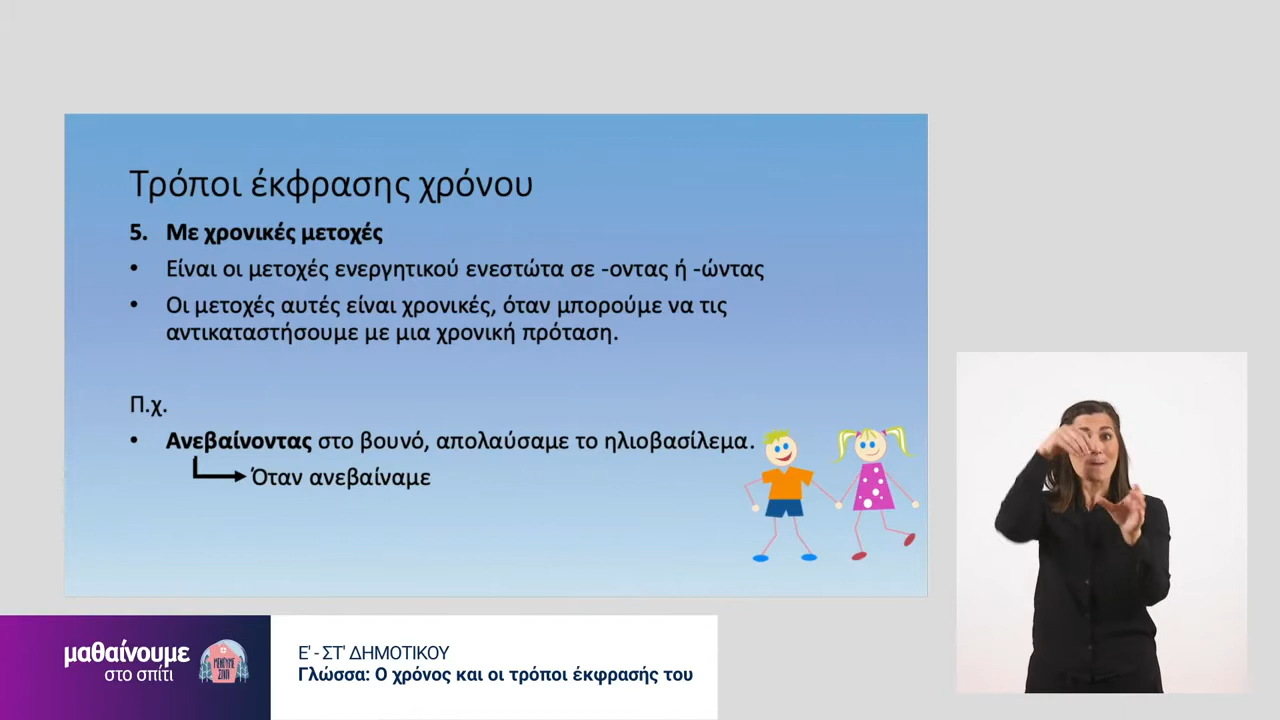 Τρόποι έκφρασης χρόνου
5. Με χρονικές μετοχές
• Είναι οι μετοχές ενεργητικού ενεστώτα σε -οντας ή -ώντας
• Οι μετοχές αυτές είναι χρονικές, όταν μπορούμε να τις
αντικαταστήσουμε με μια χρονική πρόταση.
Π.χ.
• Ανεβαίνοντας στο βουνό, απολαύσαμε το ηλιοβασίλεμα.
Όταν ανεβαίναμε
μαθαίνουμε
στο σπίτι
ΜΕΝΟΥΜΕ
ΣΠΙΤΙ
Ε' - ΣΤ' ΔΗΜΟΤΙΚΟΥ
Γλώσσα: Ο χρόνος και οι τρόποι έκφρασής του